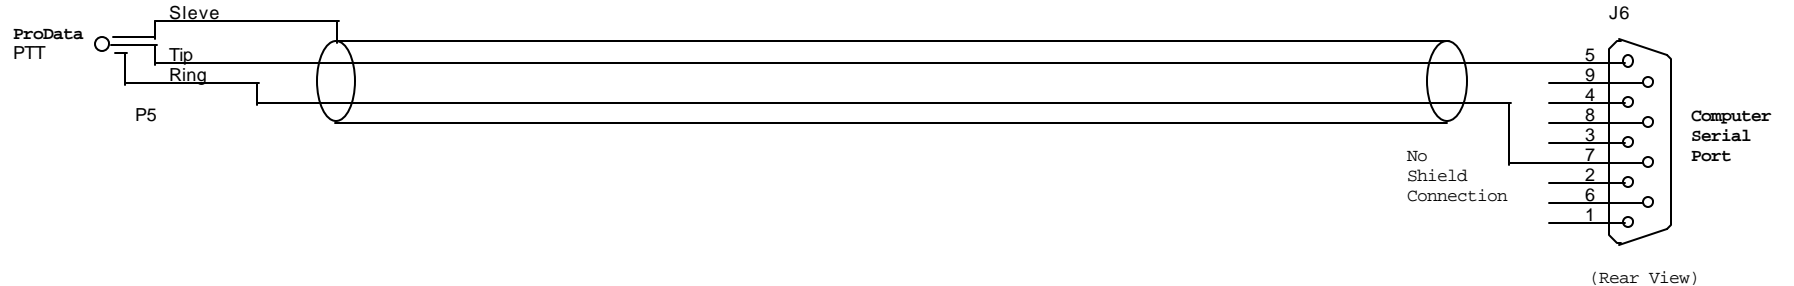 Sleve
ProData
PTT
Tip
Ring
P5
J6
5
9
4
8
3
7
2
6
1
Computer
Serial
Port
No
Shield
Connection
(Rear View)